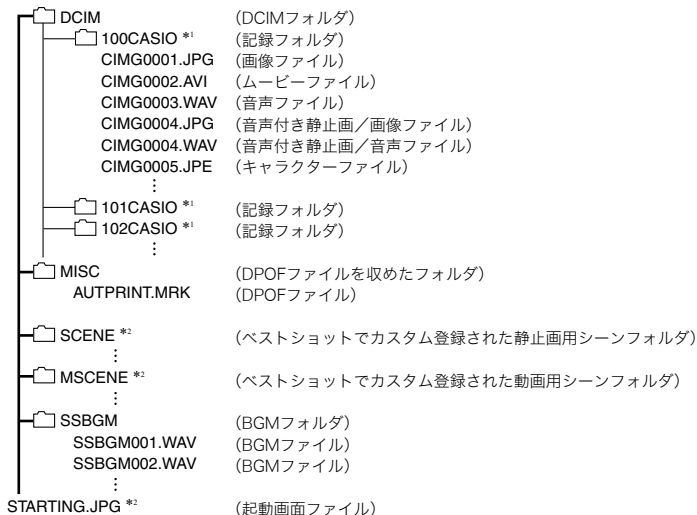 DCIM （DCIMフォルダ）
100CASIO *1 （記録フォルダ）
CIMG0001.JPG （画像ファイル）
CIMG0002.AVI （ムービーファイル）
CIMG0003.WAV （音声ファイル）
CIMG0004.JPG （音声付き静止画／画像ファイル）
CIMG0004.WAV （音声付き静止画／音声ファイル）
CIMG0005.JPE （キャラクターファイル）
⋮
101CASIO *1 （記録フォルダ）
102CASIO *1 （記録フォルダ）
⋮
MISC （DPOFファイルを収めたフォルダ）
AUTPRINT.MRK （DPOFファイル）
SCENE *2 （ベストショットでカスタム登録された静止画用シーンフォルダ）
⋮
MSCENE *2 （ベストショットでカスタム登録された動画用シーンフォルダ）
⋮
SSBGM （BGMフォルダ）
SSBGM001.WAV （BGMファイル）
SSBGM002.WAV （BGMファイル）
⋮
STARTING.JPG *2 （起動画面ファイル）